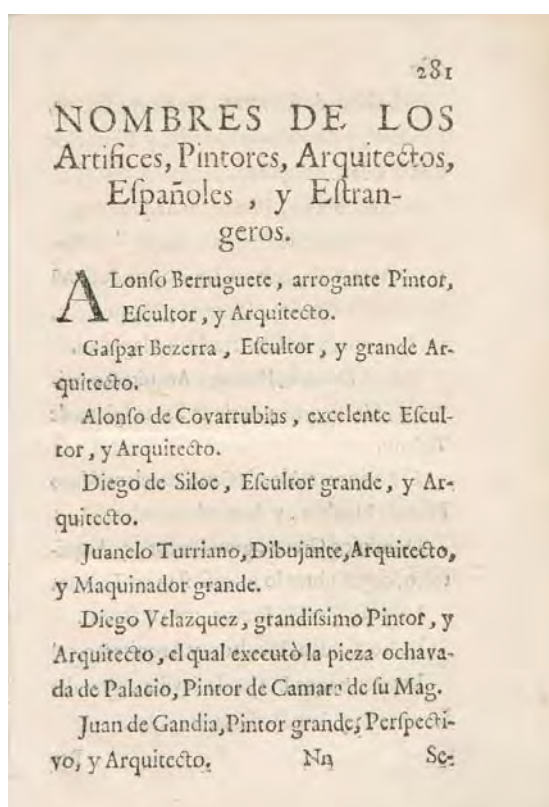 281
NOMBRES DE LOS
Artifices, Pintores, Arquitectos,
Eſpañoles , y Eſtran-
geros.
ALonſo Berruguete , arrogante Pintor,
Eſcultor , y Arquitecto.
Gaſpar Bezerra , Eſcultor , y grande Ar-
quitecto.
Alonſo de Covarrubias , excelente Eſcul-
tor , y Arquitecto.
Diego de Siloe , Eſcultor grande , y Ar-
quitecto.
Juanelo Turriano, Dibujante, Arquitecto,
y Maquinador grande.
Diego Velazquez , grandiſsimo Pintor , y
Arquitecto , el qual executò la pieza ochava-
da de Palacio, Pintor de Camara de ſu Mag.
Juan de Gandia, Pintor grande; Perſpecti-
vo, y Arquitecto. Nn Se-